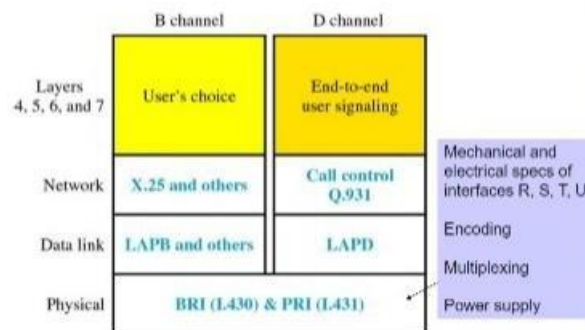 B channel
D channel
Layers
4, 5, 6, and 7
User's choice
End-to-end
user signaling
Network
X.25 and others
Call control
Q.931
Data link
LAPB and others
LAPD
Physical
BRI (I.430) & PRI (I.431)
Mechanical and
electrical specs of
interfaces R, S, T, U
Encoding
Multiplexing
Power supply